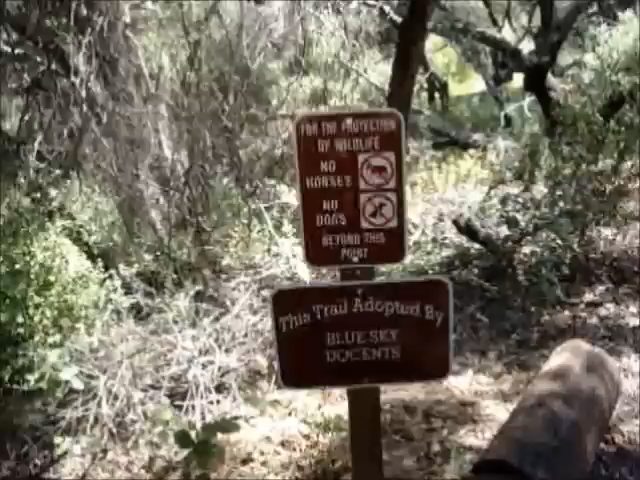 FOR THE PROTECTION
OF WILDLIFE
NO
HORSES
NO
DOGS
BEYOND THIS
POINT
This Trail Adopted By
BLUE SKY
DOCENTS